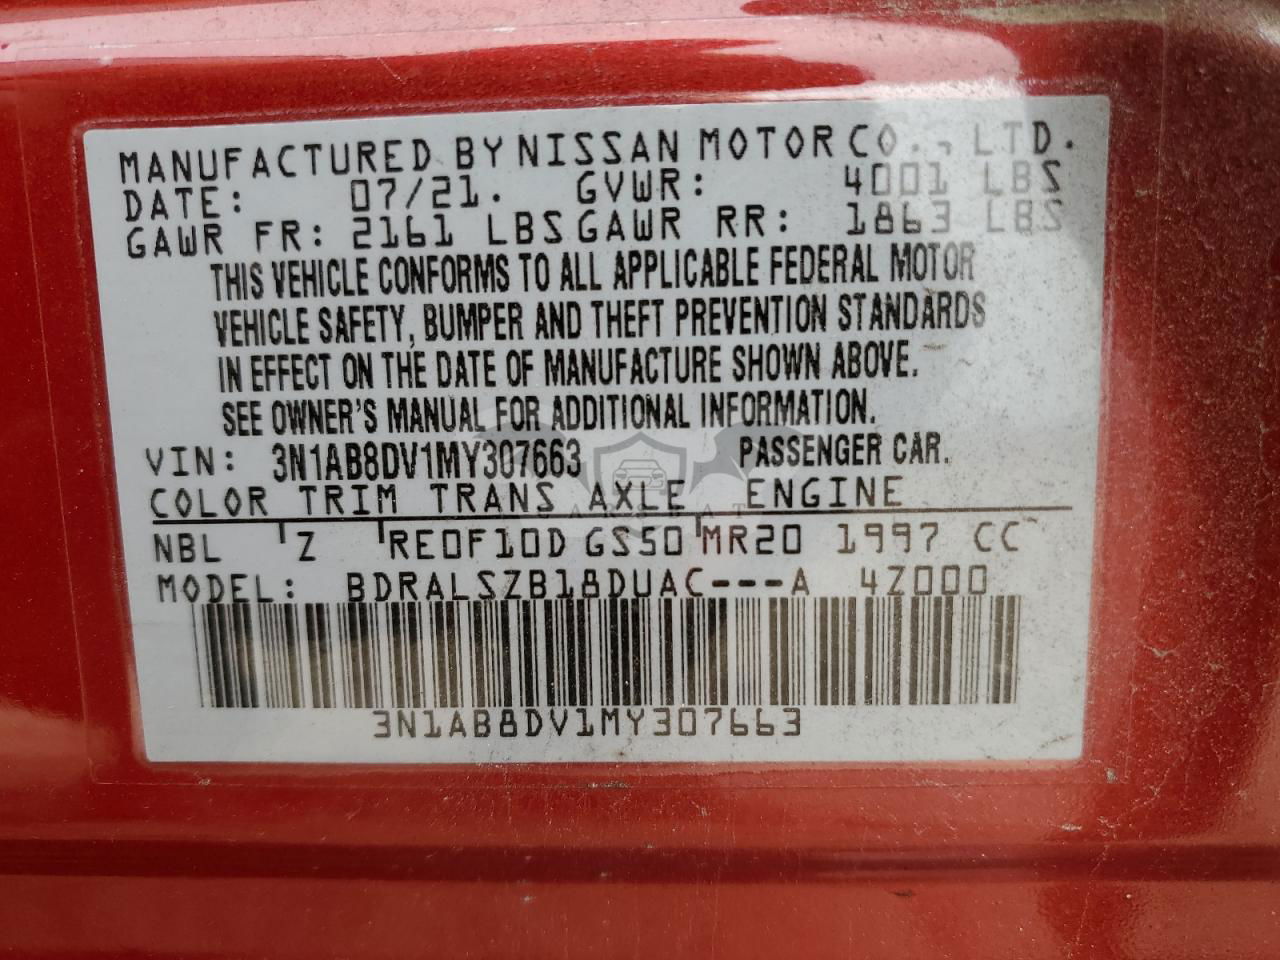 MANUFACTURED BY NISSAN MOTOR CO., LTD.
DATE: 07/21. GVWR: 4001 LBS
GAWR FR: 2161 LBS GAWR RR: 1863 LBS
THIS VEHICLE CONFORMS TO ALL APPLICABLE FEDERAL MOTOR
VEHICLE SAFETY, BUMPER AND THEFT PREVENTION STANDARDS
IN EFFECT ON THE DATE OF MANUFACTURE SHOWN ABOVE.
SEE OWNER'S MANUAL FOR ADDITIONAL INFORMATION.
VIN: 3N1AB8DV1MY307663 PASSENGER CAR.
COLOR TRIM TRANS AXLE ENGINE
NBL Z RE0F10D GS50 MR20 1997 CC
MODEL: BDRALSZB18DUAC---A 4Z000
3N1AB8DV1MY307663